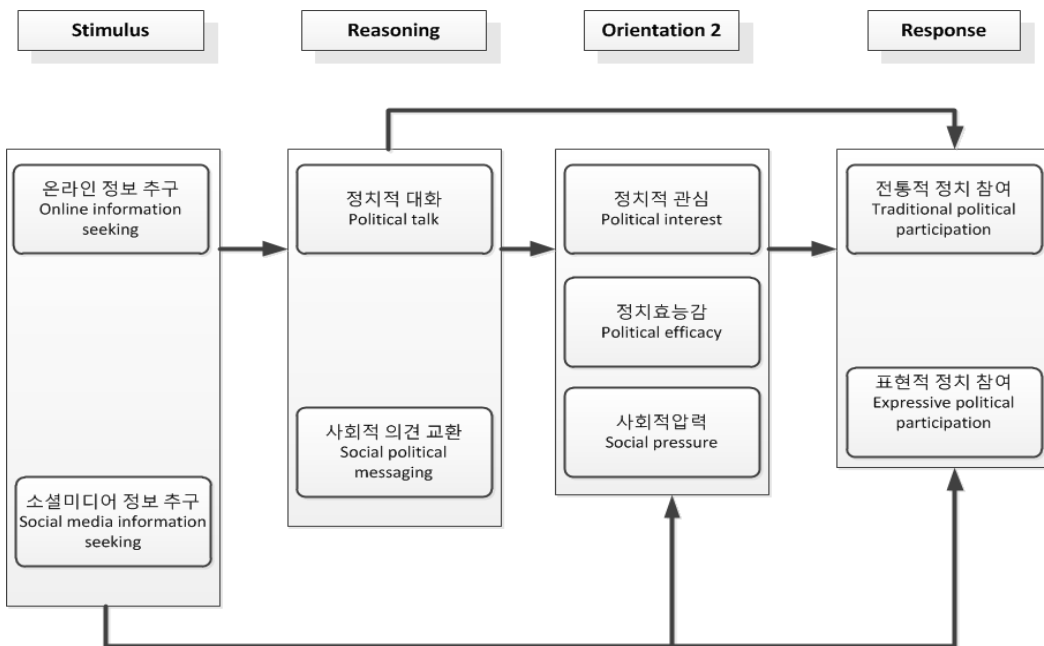 Stimulus
Reasoning
Orientation 2
Response
온라인 정보 추구
Online information
seeking
소셜미디어 정보 추구
Social media information
seeking
정치적 대화
Political talk
사회적 의견 교환
Social political
messaging
정치적 관심
Political interest
정치효능감
Political efficacy
사회적압력
Social pressure
전통적 정치 참여
Traditional political
participation
표현적 정치 참여
Expressive political
participation